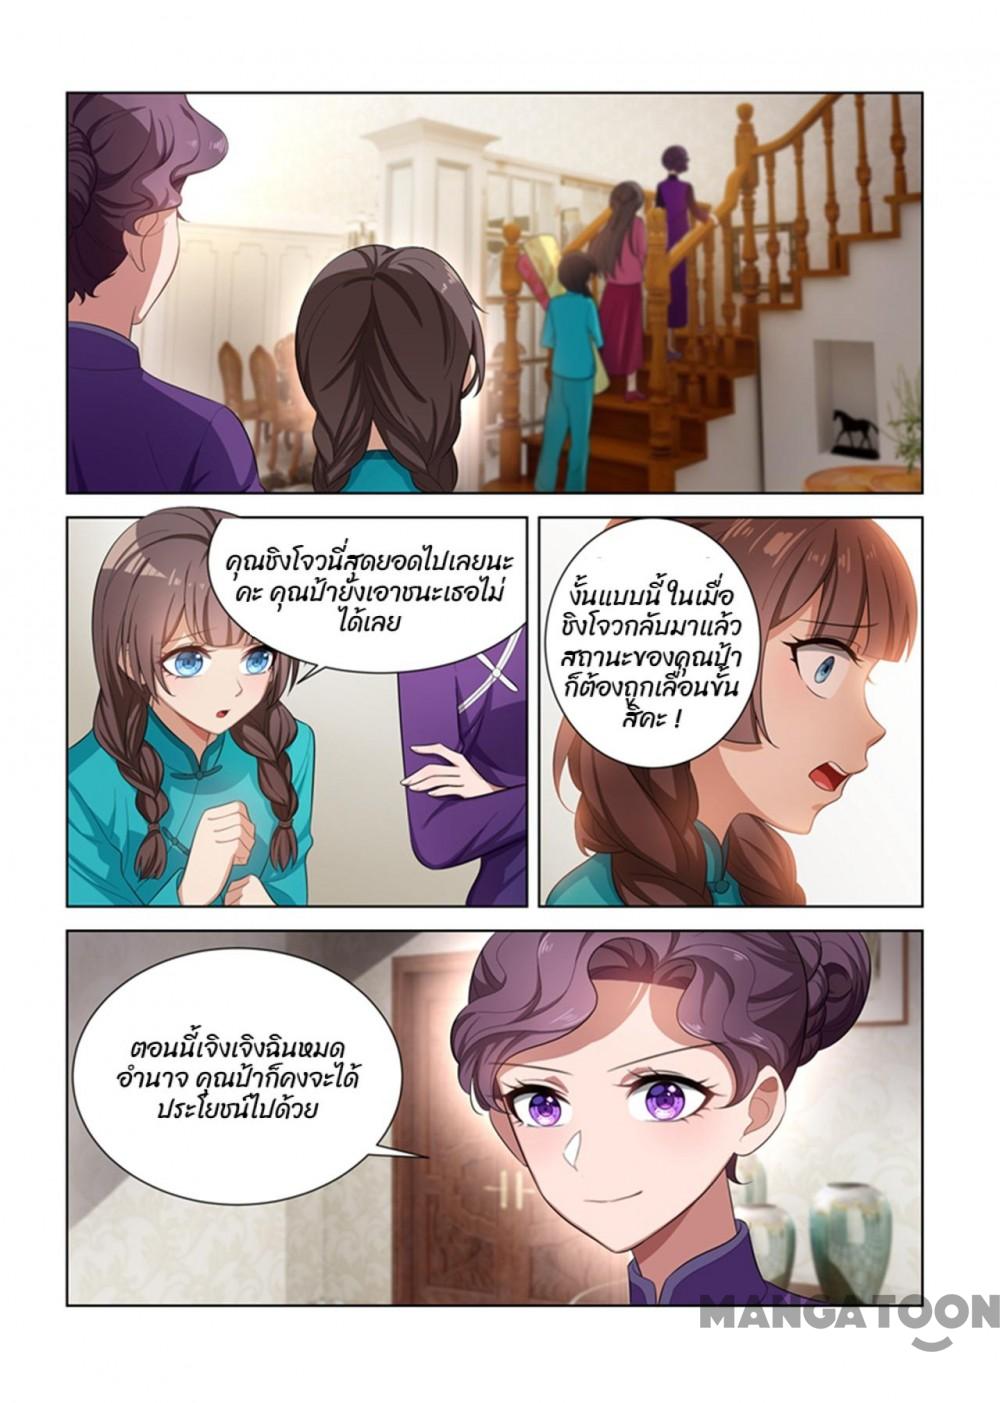 คุณชิงโจวนี่สุดยอดไปเลยนะ
คะ คุณป้ายังเอาชนะเธอไม่
ได้เลย
งั้นแบบนี้ ในเมื่อ
ชิงโจวกลับมาแล้ว
สถานะของคุณป้า
ก็ต้องถูกเลื่อนขั้น
สิคะ !
ตอนนี้เจิงเจิงฉินหมด
อำนาจ คุณป้าก็คงจะได้
ประโยชน์ไปด้วย
MANGATOON